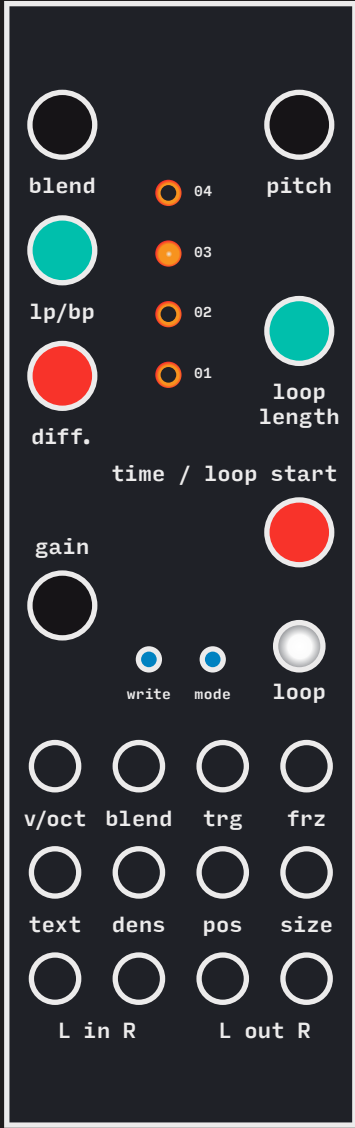 blend
pitch
04
03
02
01
lp/bp
loop
length
diff.
time / loop start
gain
write
mode
loop
v/oct blend trg frz
text dens pos size
L in R
L out R